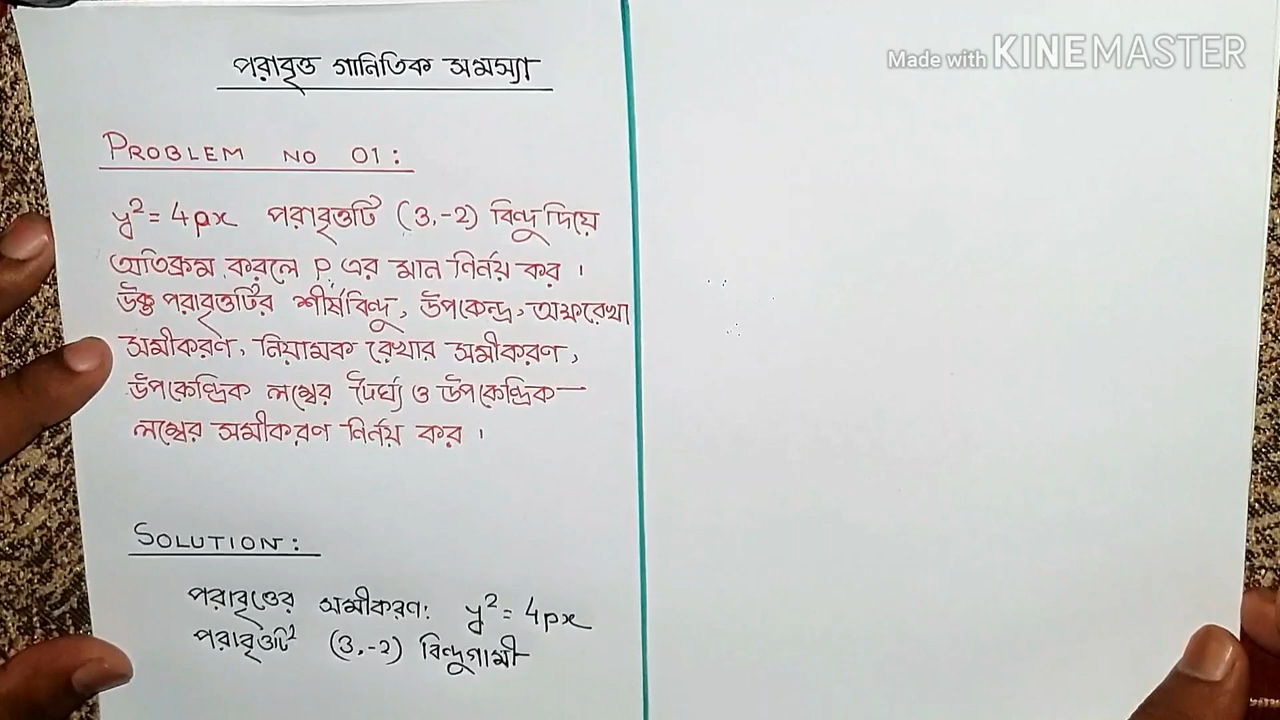 পরাবৃত্ত গানিতিক সমস্যা
Made with KINEMASTER
PROBLEM NO 01:
y² = 4px পরাবৃত্তটি (3,-2) বিন্দু দিয়ে
অতিক্রম করলে P এর মান নির্নয় কর ।
উক্ত পরাবৃত্তটির শীর্ষবিন্দু, উপকেন্দ্র, অক্ষরেখা
সমীকরণ, নিয়ামক রেখার সমীকরণ,
উপকেন্দ্রিক লম্বের দৈর্ঘ্য ও উপকেন্দ্রিক—
লম্বের সমীকরণ নির্নয় কর ।
SOLUTION:
পরাবৃত্তের সমীকরণ: y² = 4px
পরাবৃত্তটি (3,-2) বিন্দুগামী